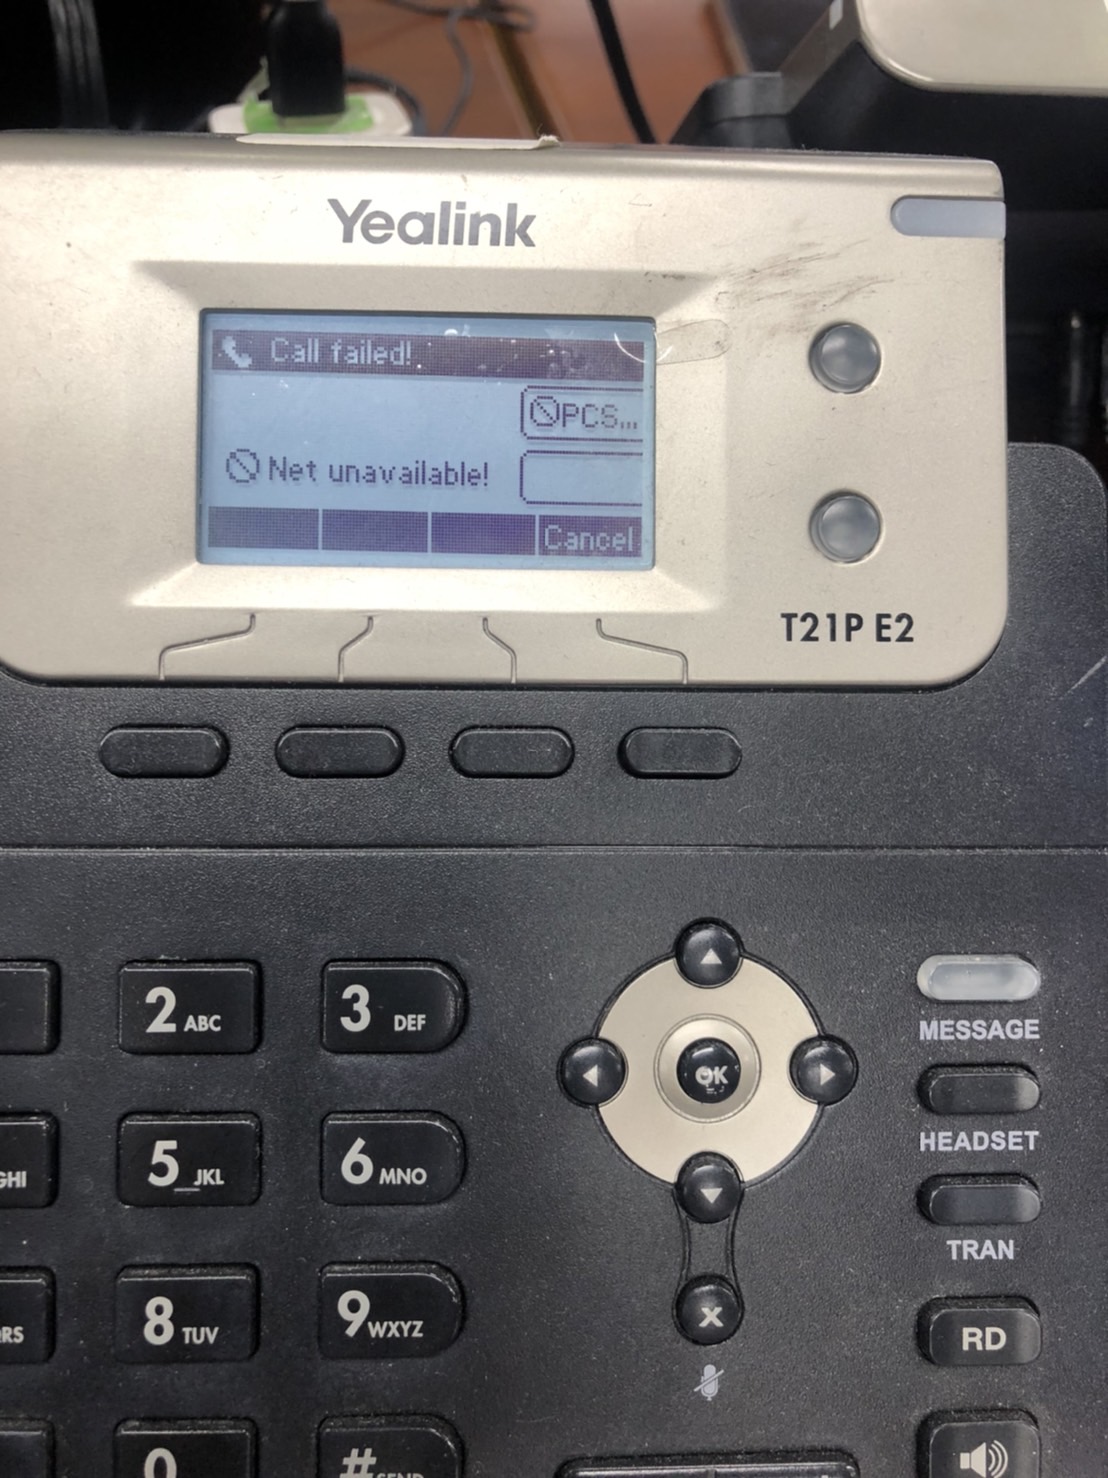 Yealink
Call failed!
PCS...
Net unavailable!
Cancel
T21P E2
2 ABC
3 DEF
OK
MESSAGE
HEADSET
GHI
5 JKL
6 MNO
TRAN
RS
8 TUV
9 WXYZ
X
RD
0
# SEND